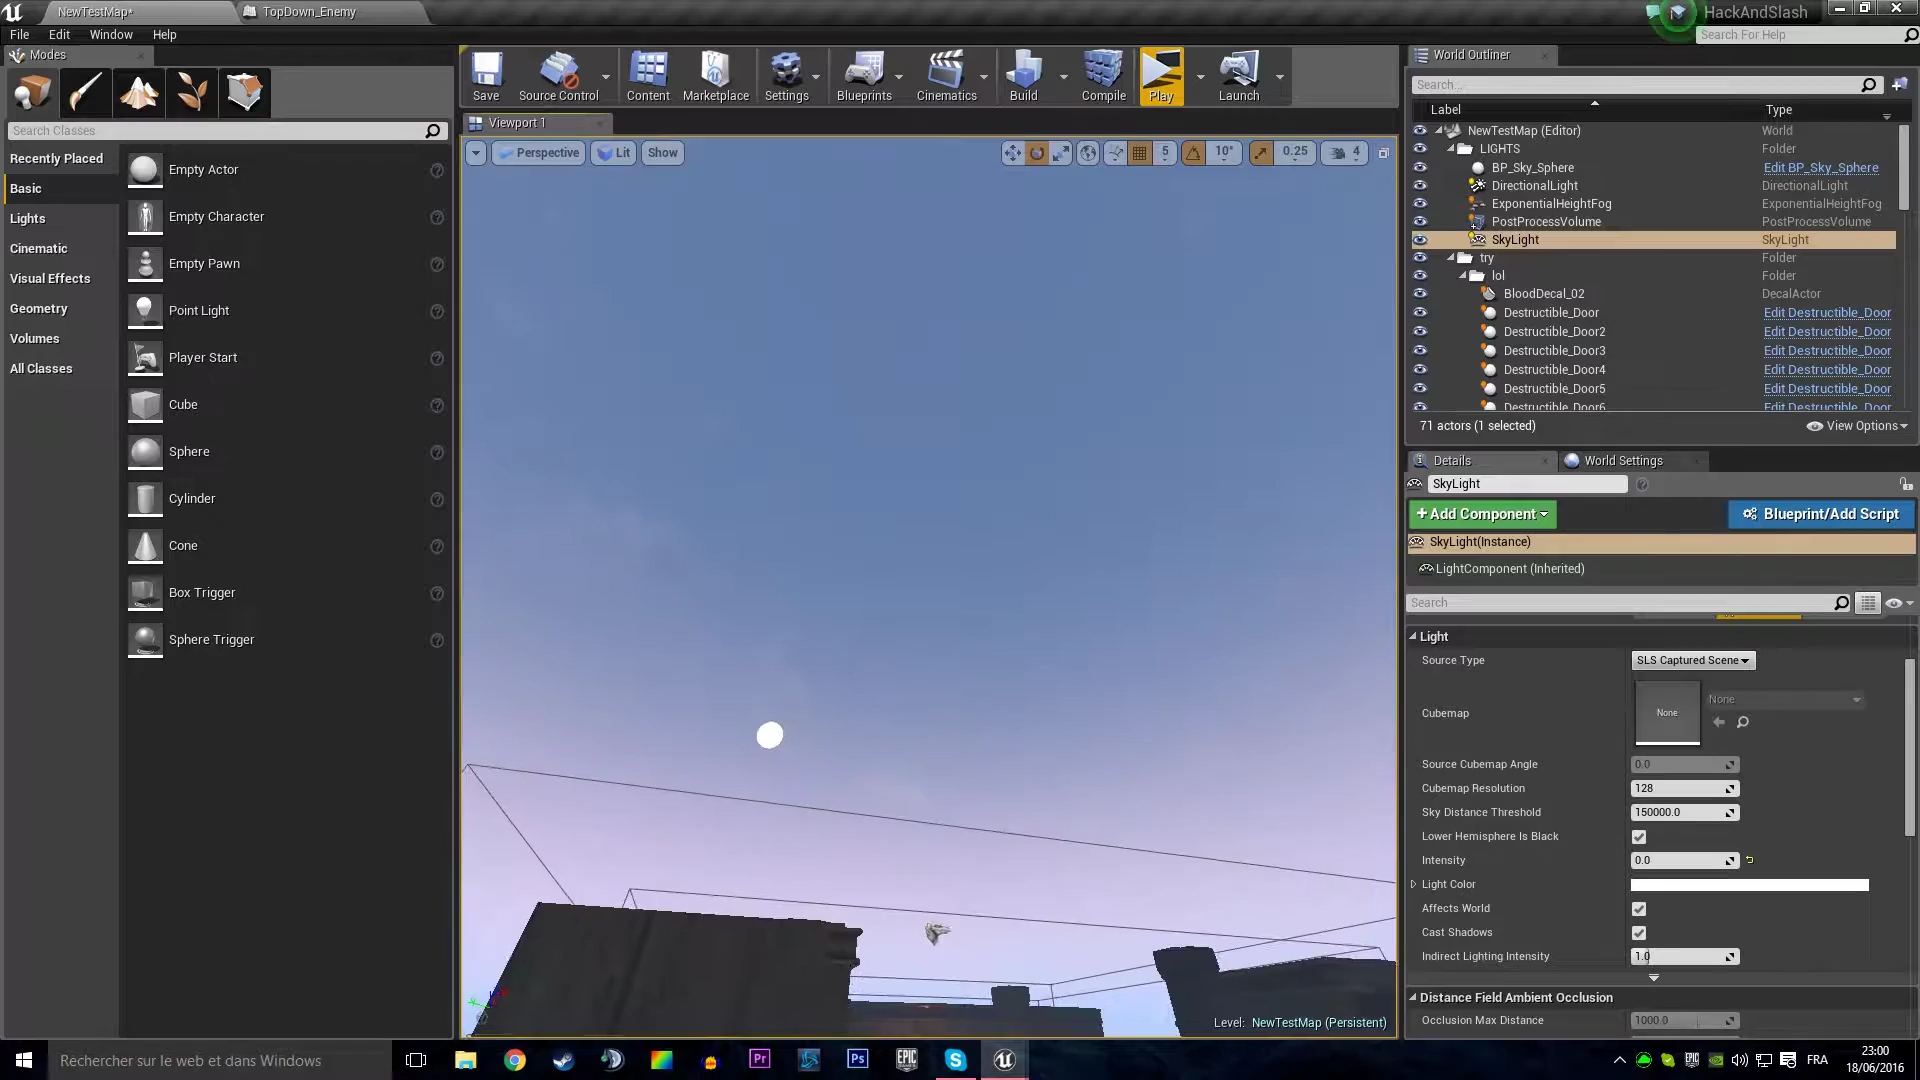 NewTestMap*
TopDown_Enemy
HackAndSlash
File Edit Window Help
Search For Help
Modes
Save
Source Control
Content
Marketplace
Settings
Blueprints
Cinematics
Build
Compile
Play
Launch
Search Classes
Recently Placed
Basic
Lights
Cinematic
Visual Effects
Geometry
Volumes
All Classes
Empty Actor
Empty Character
Empty Pawn
Point Light
Player Start
Cube
Sphere
Cylinder
Cone
Box Trigger
Sphere Trigger
Viewport 1
Perspective
Lit
Show
5
10°
0.25
4
Level: NewTestMap (Persistent)
World Outliner
Search...
Label Type
NewTestMap (Editor) World
LIGHTS Folder
BP_Sky_Sphere Edit BP_Sky_Sphere
DirectionalLight DirectionalLight
ExponentialHeightFog ExponentialHeightFog
PostProcessVolume PostProcessVolume
SkyLight SkyLight
try Folder
lol Folder
BloodDecal_02 DecalActor
Destructible_Door Edit Destructible_Door
Destructible_Door2 Edit Destructible_Door
Destructible_Door3 Edit Destructible_Door
Destructible_Door4 Edit Destructible_Door
Destructible_Door5 Edit Destructible_Door
Destructible_Door6 Edit Destructible_Door
71 actors (1 selected)
View Options
Details
World Settings
SkyLight
+ Add Component
Blueprint/Add Script
SkyLight(Instance)
LightComponent (Inherited)
Search
Light
Source Type SLS Captured Scene
Cubemap None None
Source Cubemap Angle 0.0
Cubemap Resolution 128
Sky Distance Threshold 150000.0
Lower Hemisphere Is Black
Intensity 0.0
Light Color
Affects World
Cast Shadows
Indirect Lighting Intensity 1.0
Distance Field Ambient Occlusion
Occlusion Max Distance 1000.0
Rechercher sur le web et dans Windows
Pr
Ps
EPIC
FRA
23:00
18/06/2016